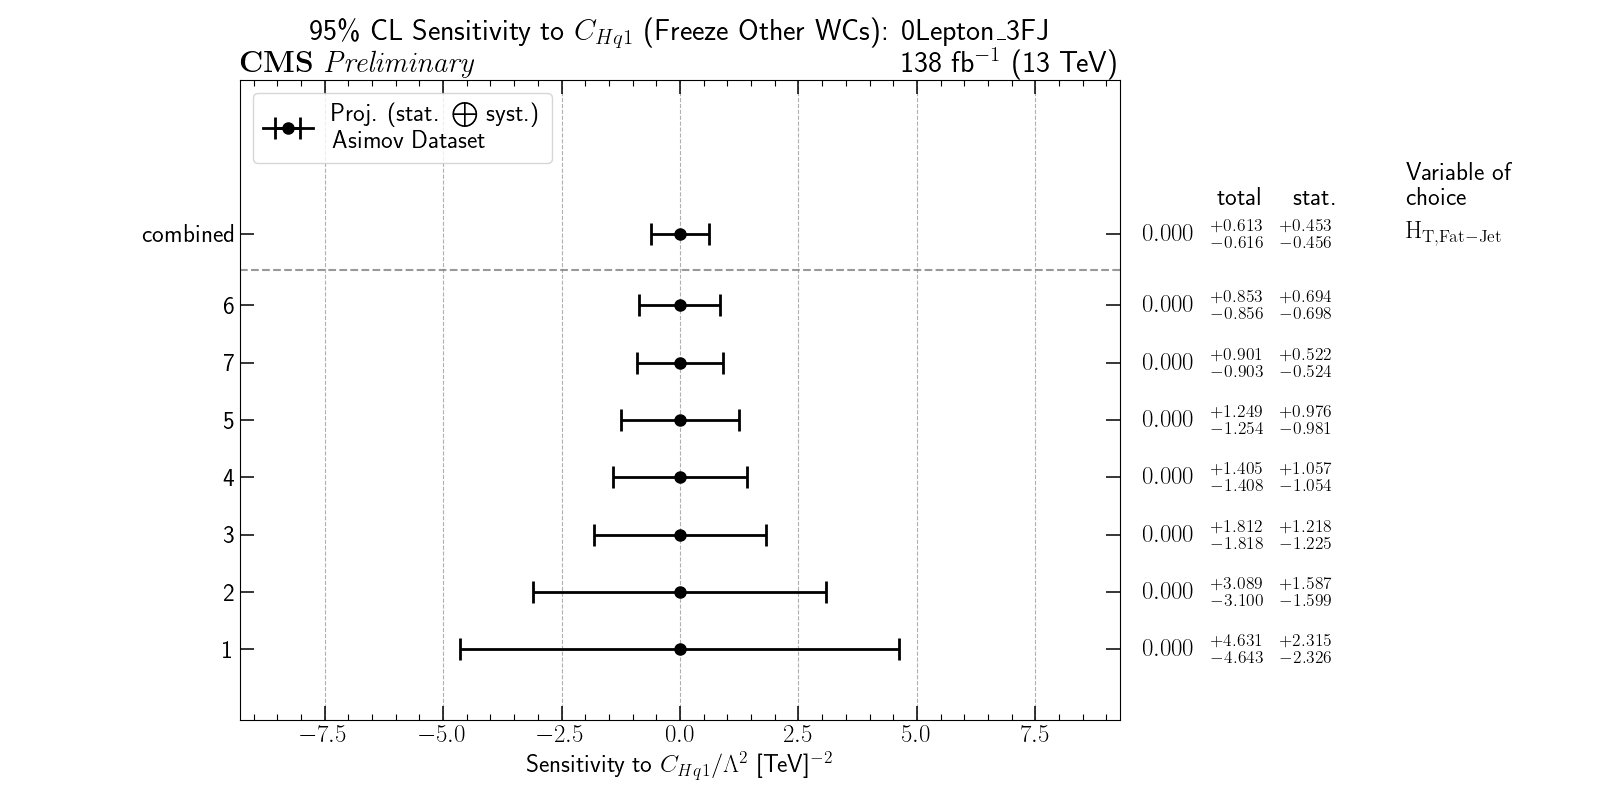 95% CL Sensitivity to C_{Hq1} (Freeze Other WCs): 0Lepton_3FJ
CMS Preliminary 138 fb⁻¹ (13 TeV)
Proj. (stat. ⨁ syst.)
Asimov Dataset
Variable of
total stat. choice
combined 0.000 +0.613 −0.616 +0.453 −0.456 H_{T,Fat−Jet}
6 0.000 +0.853 −0.856 +0.694 −0.698
7 0.000 +0.901 −0.903 +0.522 −0.524
5 0.000 +1.249 −1.254 +0.976 −0.981
4 0.000 +1.405 −1.408 +1.057 −1.054
3 0.000 +1.812 −1.818 +1.218 −1.225
2 0.000 +3.089 −3.100 +1.587 −1.599
1 0.000 +4.631 −4.643 +2.315 −2.326
−7.5 −5.0 −2.5 0.0 2.5 5.0 7.5
Sensitivity to C_{Hq1}/Λ² [TeV]⁻²